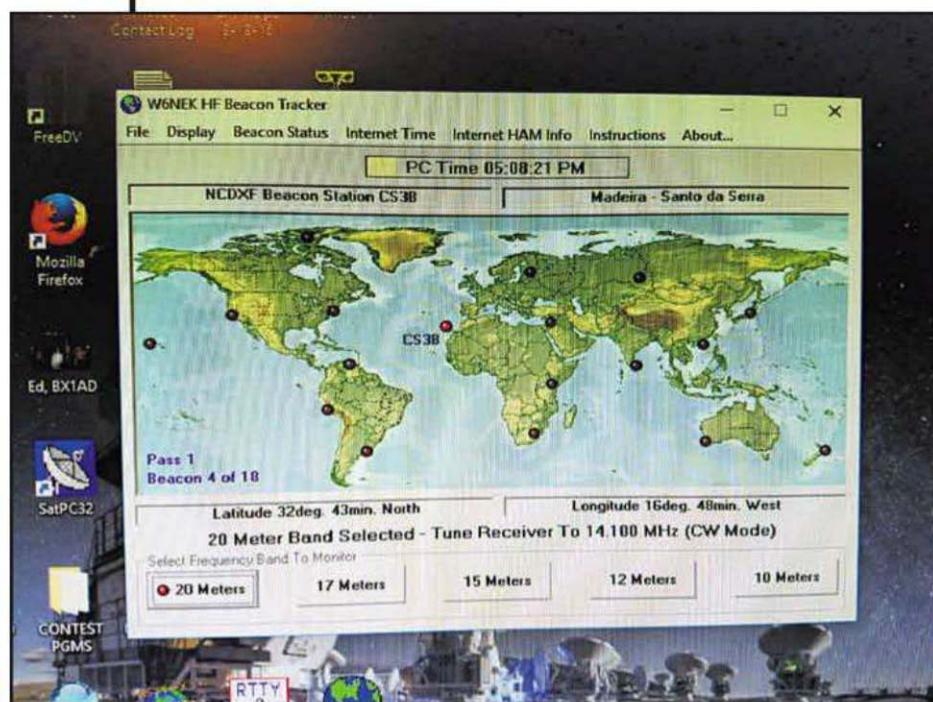 Contact Log
FreeDV
Mozilla
Firefox
Ed, BX1AD
SatPC32
CONTEST
PGMS
W6NEK HF Beacon Tracker
File Display Beacon Status Internet Time Internet HAM Info Instructions About...
PC Time 05:08:21 PM
NCDXF Beacon Station CS3B
Madeira - Santo da Serra
CS3B
Pass 1
Beacon 4 of 18
Latitude 32deg. 43min. North
Longitude 16deg. 48min. West
20 Meter Band Selected - Tune Receiver To 14.100 MHz (CW Mode)
Select Frequency Band To Monitor
20 Meters 17 Meters 15 Meters 12 Meters 10 Meters
RTTY